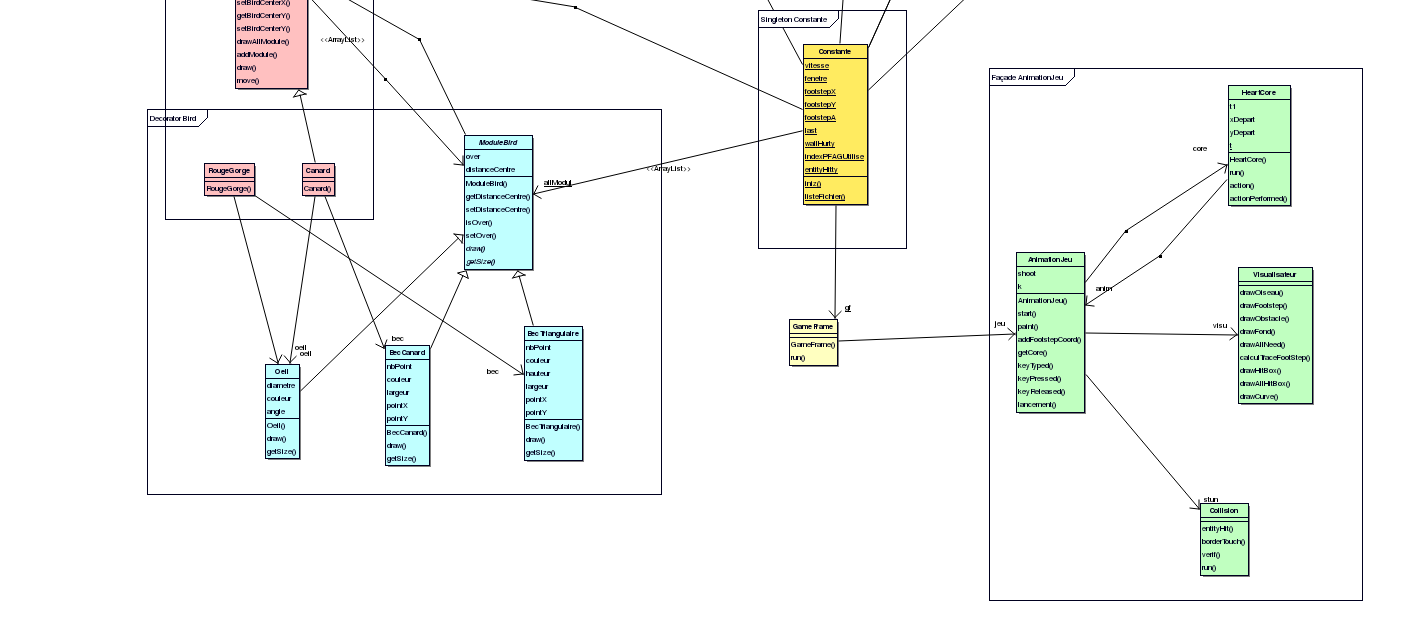 setBirdCenterX()
getBirdCenterY()
setBirdCenterY()
drawAllModule()
addModule()
draw()
move()
<<ArrayList>>
Decorator Bird
RougeGorge
RougeGorge()
Canard
Canard()
ModuleBird
over
distanceCentre
ModuleBird()
getDistanceCentre()
setDistanceCentre()
isOver()
setOver()
draw()
getSize()
allModul
<<ArrayList>>
oeil
oeil
bec
bec
Oeil
diametre
couleur
angle
Oeil()
draw()
getSize()
Bec Canard
nbPoint
couleur
largeur
pointX
pointY
BecCanard()
draw()
getSize()
Bec Triangulaire
nbPoint
couleur
hauteur
largeur
pointX
pointY
BecTriangulaire()
draw()
getSize()
Singleton Constante
Constante
vitesse
fenetre
footstepX
footstepY
footstepA
last
wallHurty
indexPFAGUtilise
entityHitty
iniz()
listeFichier()
gf
Game Frame
GameFrame()
run()
jeu
Façade AnimationJeu
HeartCore
t1
xDepart
yDepart
t
HeartCore()
run()
action()
actionPerformed()
core
anim
AnimationJeu
shoot
k
AnimationJeu()
start()
paint()
addFootstepCoord()
getCore()
keyTyped()
keyPressed()
keyReleased()
lancement()
visu
Visualisateur
drawOiseau()
drawFootstep()
drawObstacle()
drawFond()
drawAllNeed()
calculTraceFootStep()
drawHitBox()
drawAllHitBox()
drawCurve()
stun
Collision
entityHit()
borderTouch()
verif()
run()